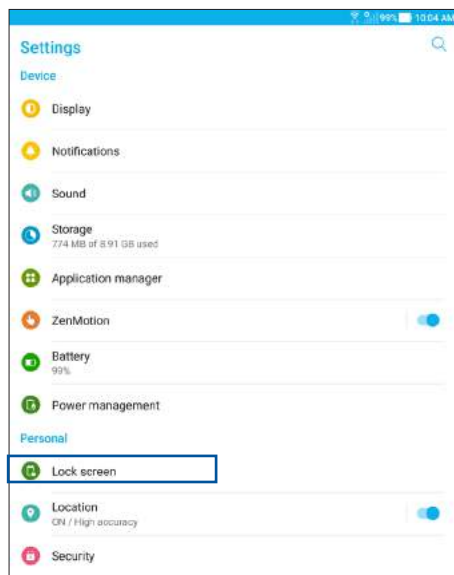 99% 10:04 AM
Settings
Device
Display
Notifications
Sound
Storage
774 MB of 8.91 GB used
Application manager
ZenMotion
Battery
99%
Power management
Personal
Lock screen
Location
ON / High accuracy
Security